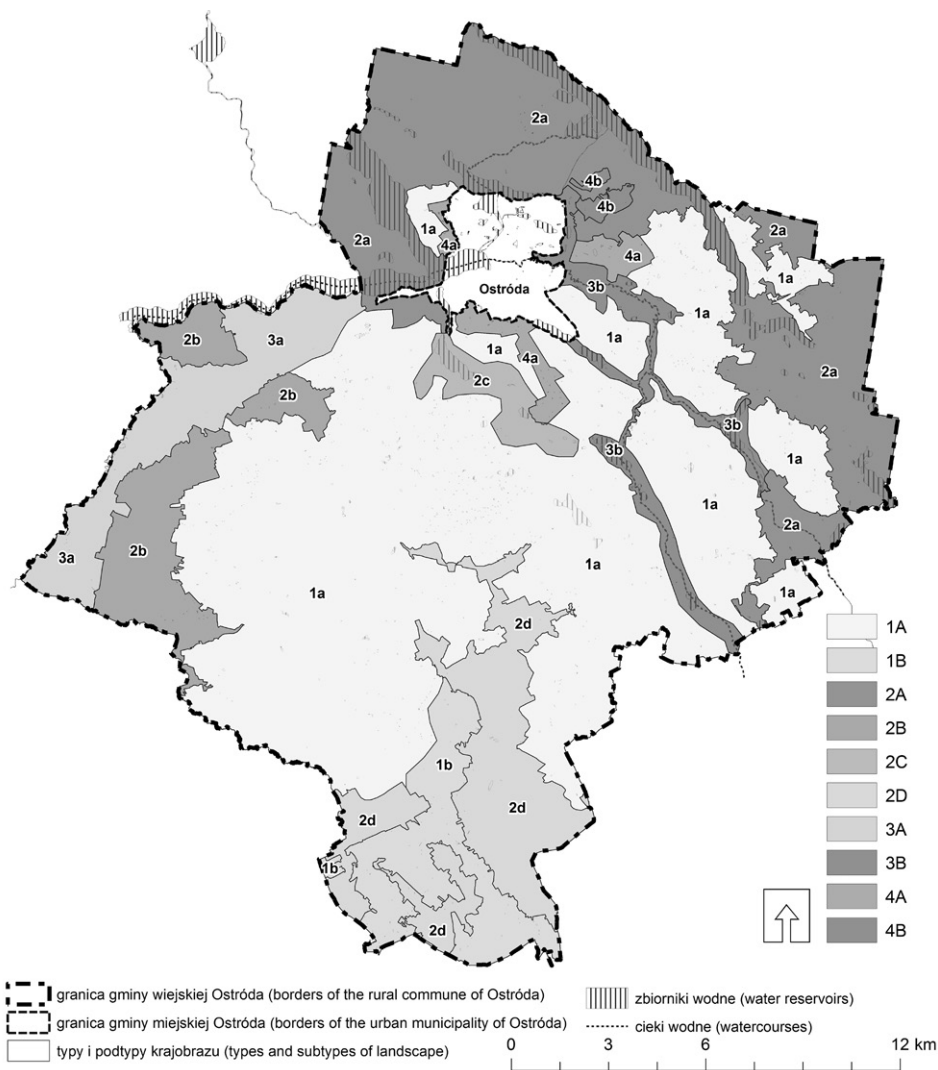 2a
4b
4b
2a
1a
4a
4a
2a
1a
3b
Ostróda
2b
3a
1a
1a
1a
4a
2a
2c
2b
3b
1a
3b
1a
2a
2b
3a
1a
1a
1a
2d
1b
2d
2d
1b
2d
1A
1B
2A
2B
2C
2D
3A
3B
4A
4B
granica gminy wiejskiej Ostróda (borders of the rural commune of Ostróda)
granica gminy miejskiej Ostróda (borders of the urban municipality of Ostróda)
typy i podtypy krajobrazu (types and subtypes of landscape)
zbiorniki wodne (water reservoirs)
cieki wodne (watercourses)
0 3 6 12 km